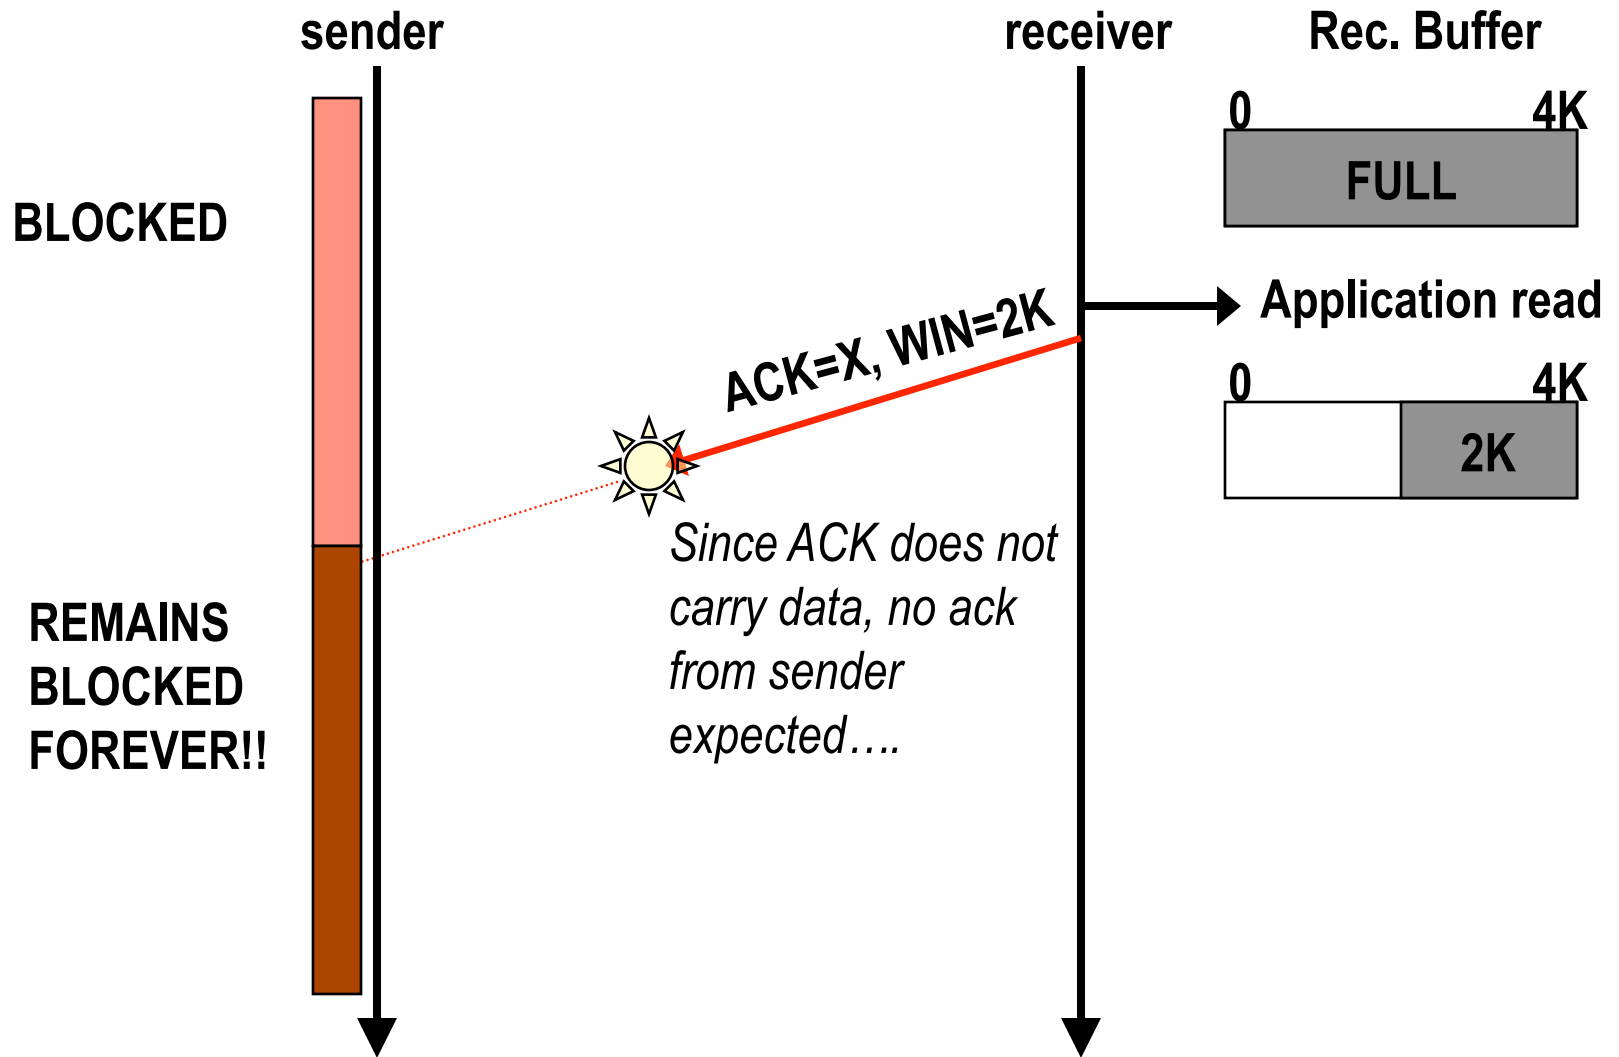 sender
receiver
Rec. Buffer
0
4K
FULL
BLOCKED
Application read
ACK=X, WIN=2K
0
4K
2K
Since ACK does not
carry data, no ack
from sender
expected….
REMAINS
BLOCKED
FOREVER!!